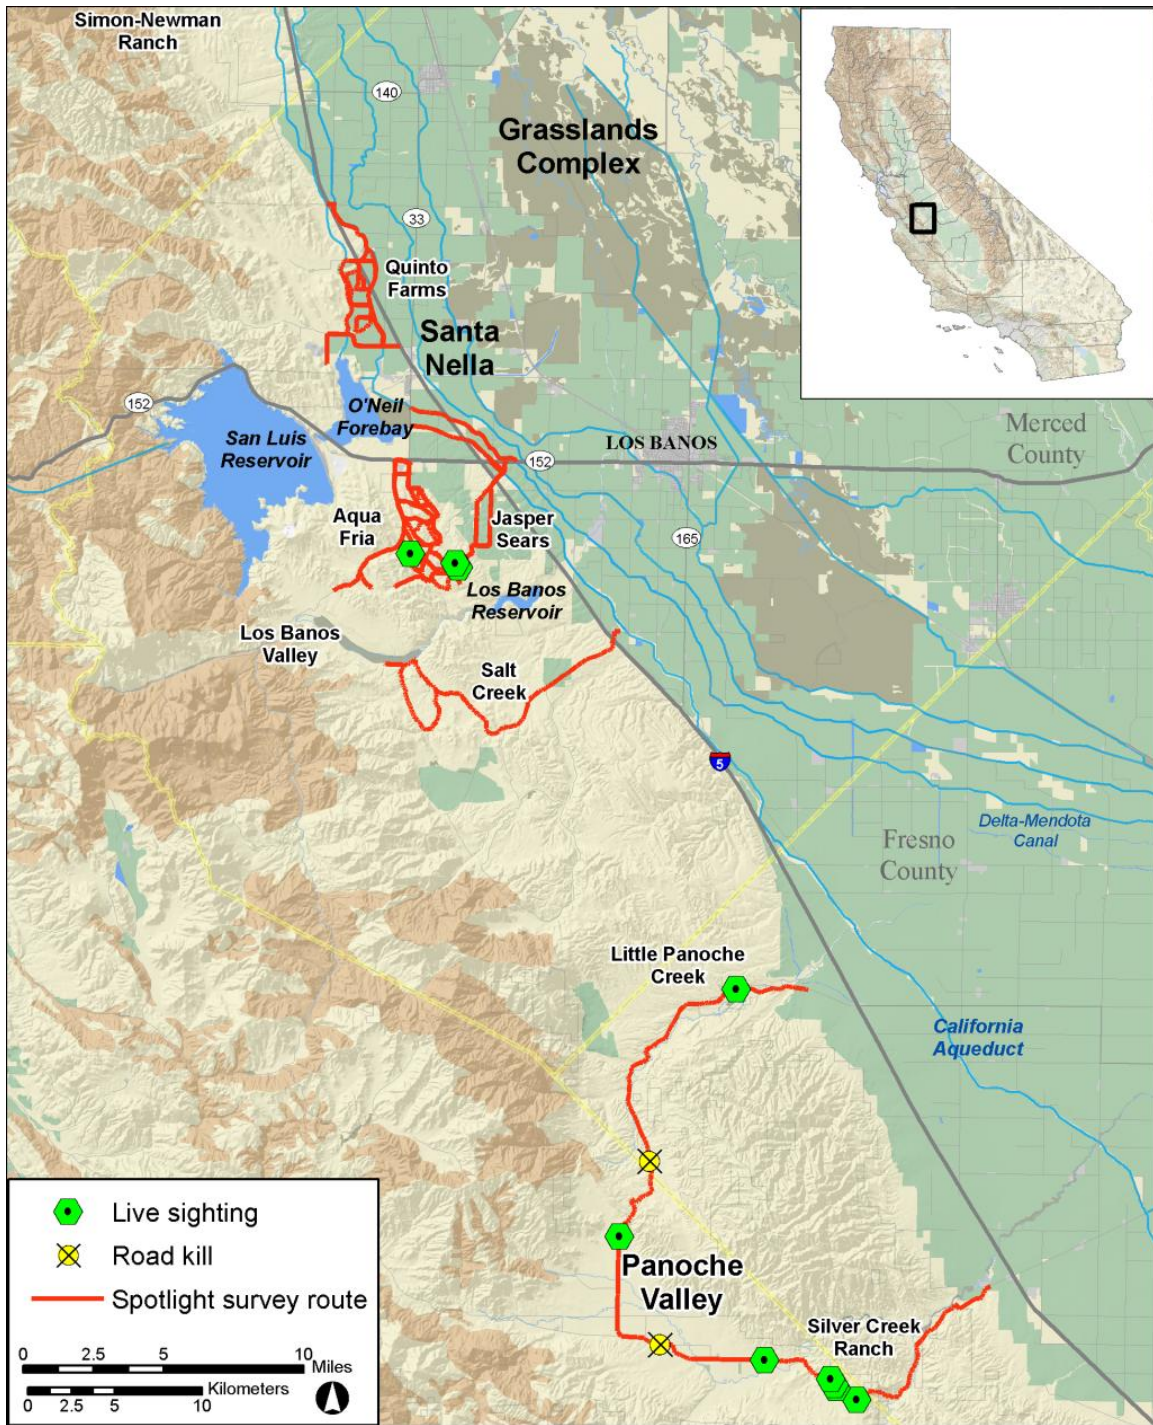 Simon-Newman
Ranch
140
Grasslands
Complex
33
Quinto
Farms
Santa
Nella
152
O'Neil
Forebay
San Luis
Reservoir
LOS BANOS
Merced
County
152
Aqua
Fria
Jasper
Sears
165
Los Banos
Reservoir
Los Banos
Valley
Salt
Creek
5
Delta-Mendota
Canal
Fresno
County
Little Panoche
Creek
California
Aqueduct
Panoche
Valley
Silver Creek
Ranch
Live sighting
Road kill
Spotlight survey route
0 2.5 5 10
Miles
Kilometers
0 2.5 5 10